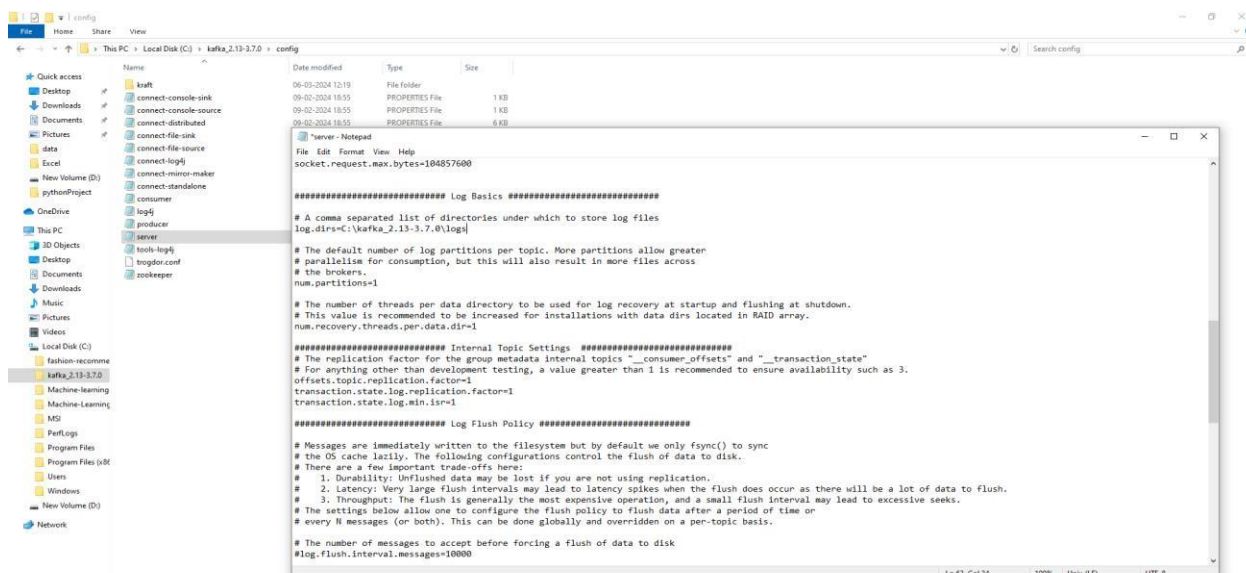 config
File Home Share View
This PC › Local Disk (C:) › kafka_2.13-3.7.0 › config
Search config
Name Date modified Type Size
Quick access
Desktop
Downloads
Documents
Pictures
data
Excel
New Volume (D:)
pythonProject
OneDrive
This PC
3D Objects
Desktop
Documents
Downloads
Music
Pictures
Videos
Local Disk (C:)
fashion-recomme
kafka_2.13-3.7.0
Machine-learning
Machine-Learning
MSI
PerfLogs
Program Files
Program Files (x86
Users
Windows
New Volume (D:)
Network
kraft 06-03-2024 12:19 File folder
connect-console-sink 09-02-2024 18:55 PROPERTIES File 1 KB
connect-console-source 09-02-2024 18:55 PROPERTIES File 1 KB
connect-distributed 09-02-2024 18:55 PROPERTIES File 6 KB
connect-file-sink
connect-file-source
connect-log4j
connect-mirror-maker
connect-standalone
consumer
log4j
producer
server
tools-log4j
trogdor.conf
zookeeper
*server - Notepad
File Edit Format View Help
socket.request.max.bytes=104857600
############################# Log Basics #############################
# A comma separated list of directories under which to store log files
log.dirs=C:\kafka_2.13-3.7.0\logs
# The default number of log partitions per topic. More partitions allow greater
# parallelism for consumption, but this will also result in more files across
# the brokers.
num.partitions=1
# The number of threads per data directory to be used for log recovery at startup and flushing at shutdown.
# This value is recommended to be increased for installations with data dirs located in RAID array.
num.recovery.threads.per.data.dir=1
############################# Internal Topic Settings #############################
# The replication factor for the group metadata internal topics "__consumer_offsets" and "__transaction_state"
# For anything other than development testing, a value greater than 1 is recommended to ensure availability such as 3.
offsets.topic.replication.factor=1
transaction.state.log.replication.factor=1
transaction.state.log.min.isr=1
############################# Log Flush Policy #############################
# Messages are immediately written to the filesystem but by default we only fsync() to sync
# the OS cache lazily. The following configurations control the flush of data to disk.
# There are a few important trade-offs here:
# 1. Durability: Unflushed data may be lost if you are not using replication.
# 2. Latency: Very large flush intervals may lead to latency spikes when the flush does occur as there will be a lot of data to flush.
# 3. Throughput: The flush is generally the most expensive operation, and a small flush interval may lead to excessive seeks.
# The settings below allow one to configure the flush policy to flush data after a period of time or
# every N messages (or both). This can be done globally and overridden on a per-topic basis.
# The number of messages to accept before forcing a flush of data to disk
#log.flush.interval.messages=10000